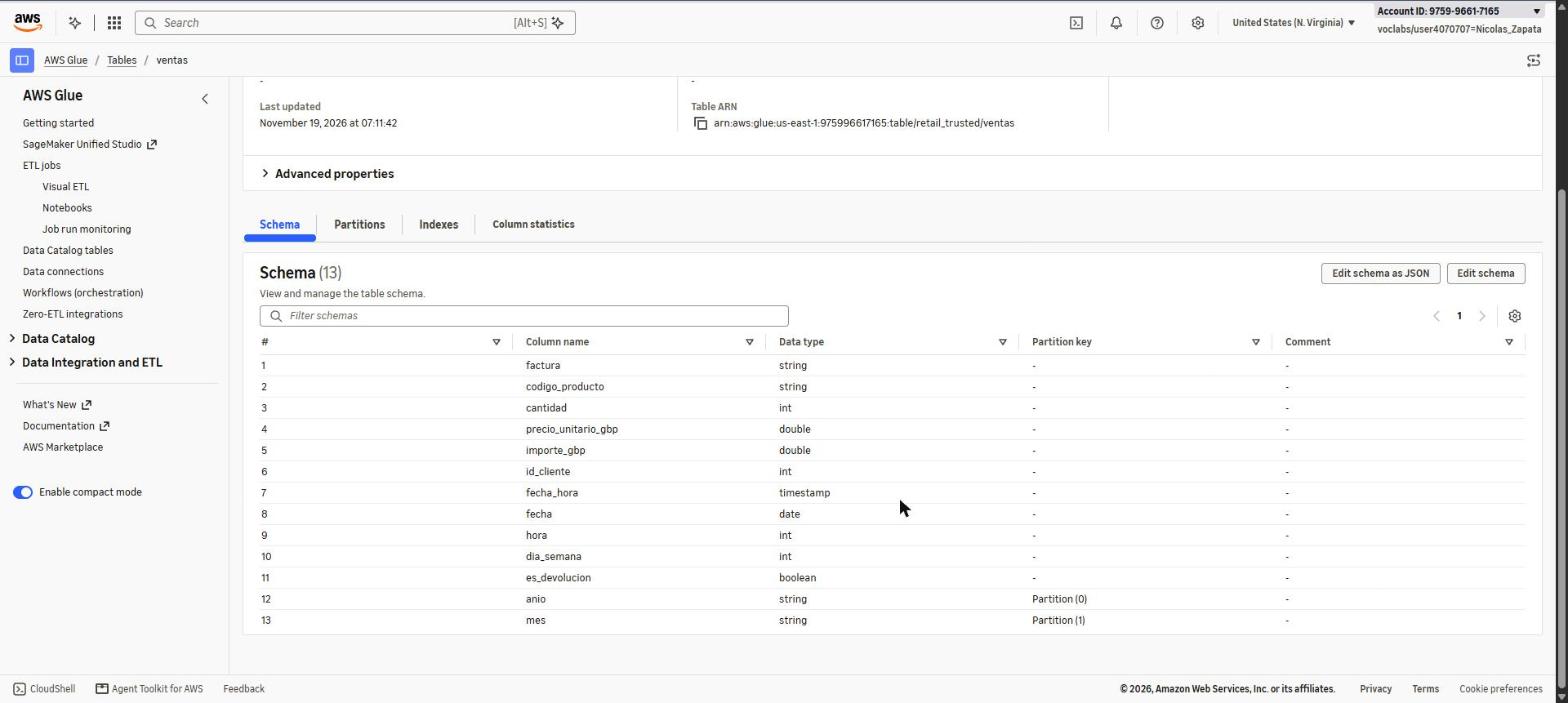 aws
Search [Alt+S]
United States (N. Virginia)
Account ID: 9759-9661-7165
voclabs/user4070707=Nicolas_Zapata
AWS Glue / Tables / ventas
AWS Glue
Getting started
SageMaker Unified Studio
ETL jobs
Visual ETL
Notebooks
Job run monitoring
Data Catalog tables
Data connections
Workflows (orchestration)
Zero-ETL integrations
Data Catalog
Data Integration and ETL
What's New
Documentation
AWS Marketplace
Enable compact mode
- -
Last updated
November 19, 2026 at 07:11:42
Table ARN
arn:aws:glue:us-east-1:975996617165:table/retail_trusted/ventas
Advanced properties
Schema Partitions Indexes Column statistics
Schema (13)
Edit schema as JSON Edit schema
View and manage the table schema.
Filter schemas
1
# Column name Data type Partition key Comment
1 factura string - -
2 codigo_producto string - -
3 cantidad int - -
4 precio_unitario_gbp double - -
5 importe_gbp double - -
6 id_cliente int - -
7 fecha_hora timestamp - -
8 fecha date - -
9 hora int - -
10 dia_semana int - -
11 es_devolucion boolean - -
12 anio string Partition (0) -
13 mes string Partition (1) -
CloudShell Agent Toolkit for AWS Feedback
© 2026, Amazon Web Services, Inc. or its affiliates. Privacy Terms Cookie preferences